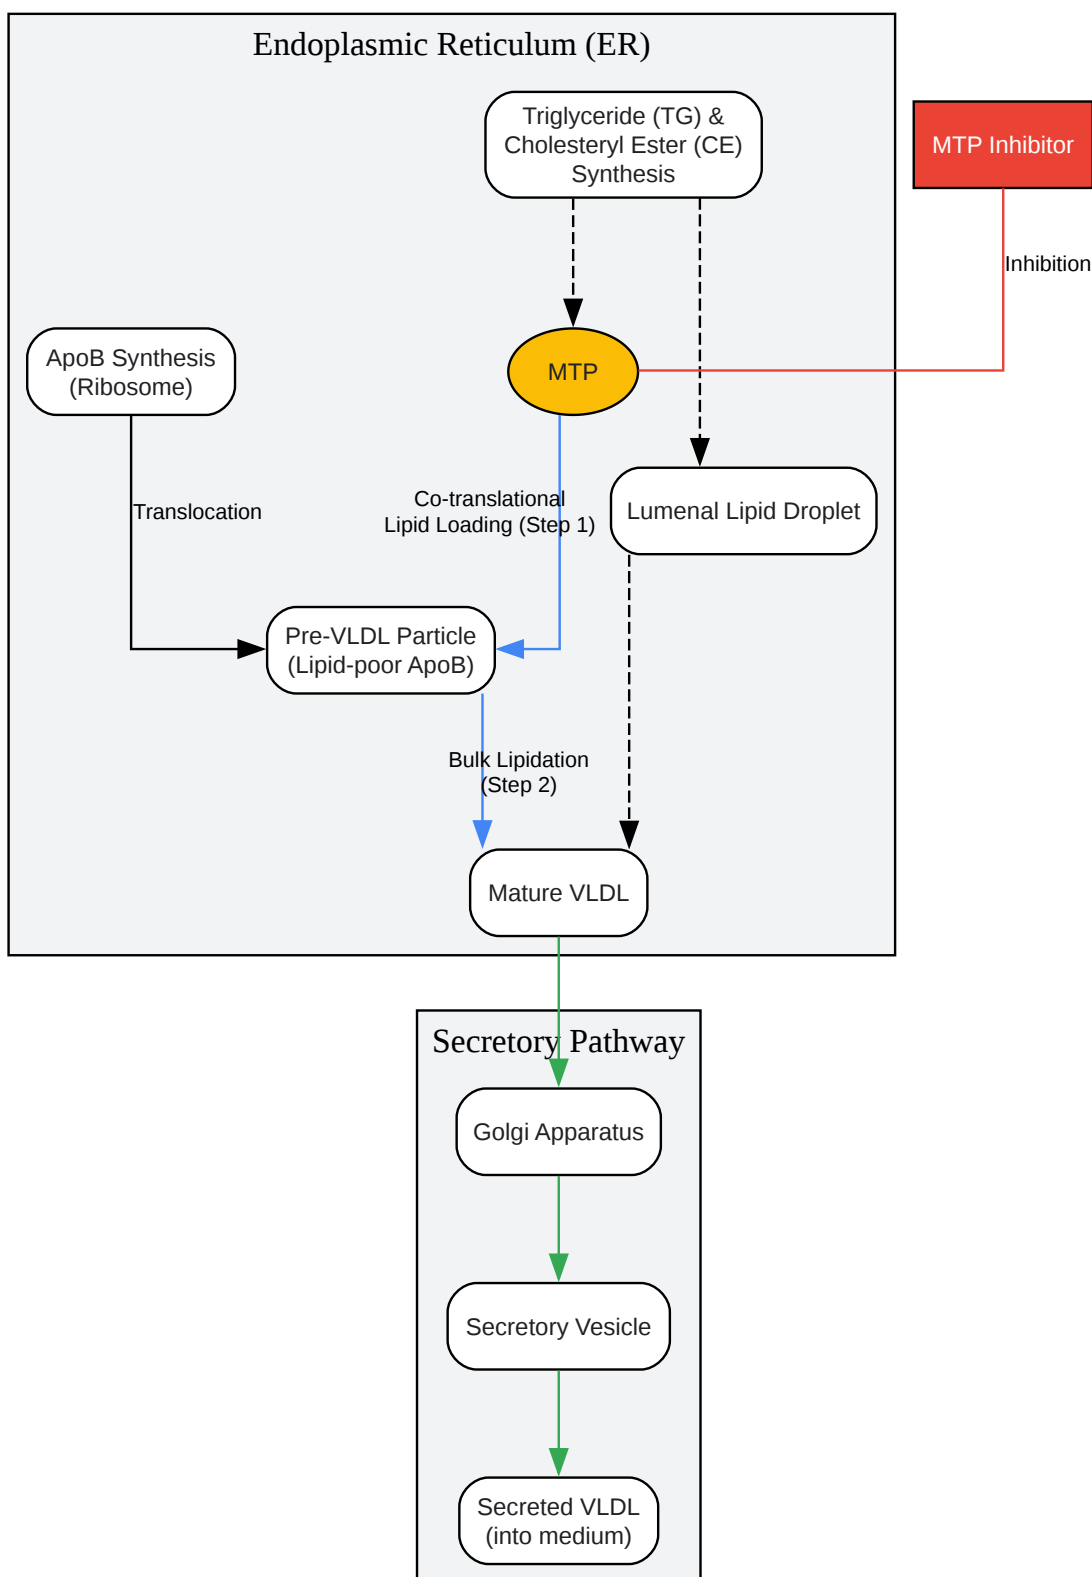 Endoplasmic Reticulum (ER)
Triglyceride (TG) &
Cholesteryl Ester (CE)
Synthesis
MTP Inhibitor
Inhibition
ApoB Synthesis
(Ribosome)
MTP
Translocation
Co-translational
Lipid Loading (Step 1)
Lumenal Lipid Droplet
Pre-VLDL Particle
(Lipid-poor ApoB)
Bulk Lipidation
(Step 2)
Mature VLDL
Secretory Pathway
Golgi Apparatus
Secretory Vesicle
Secreted VLDL
(into medium)